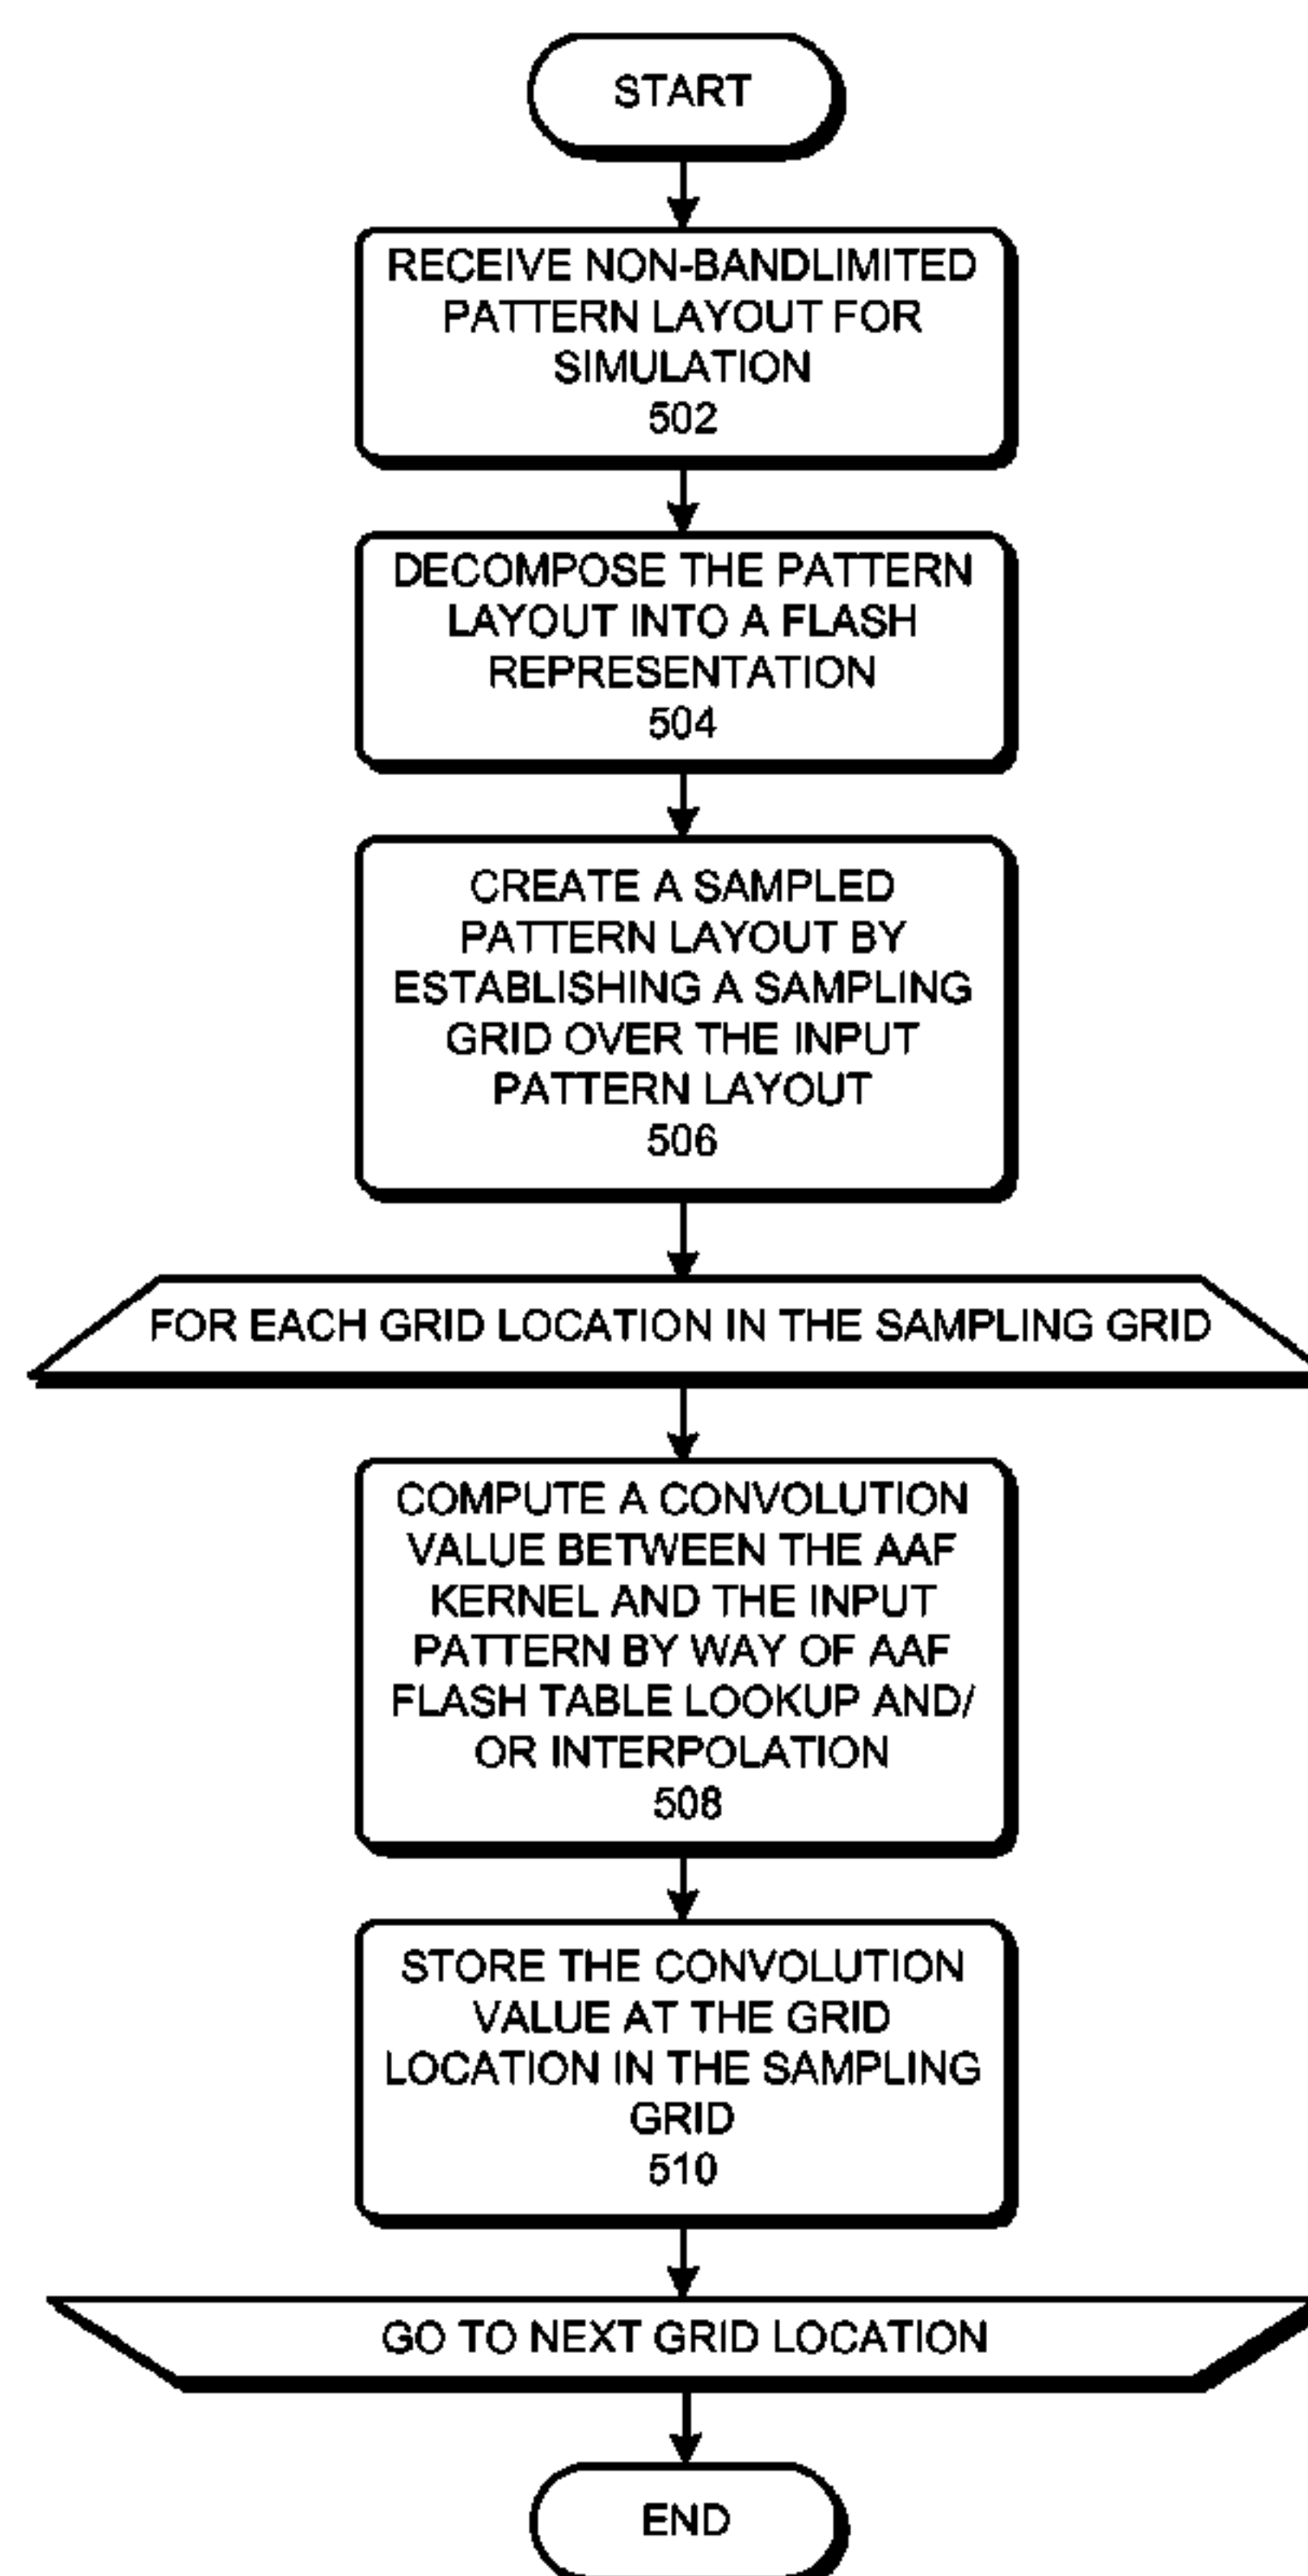 START
RECEIVE NON-BANDLIMITED
PATTERN LAYOUT FOR
SIMULATION
502
DECOMPOSE THE PATTERN
LAYOUT INTO A FLASH
REPRESENTATION
504
CREATE A SAMPLED
PATTERN LAYOUT BY
ESTABLISHING A SAMPLING
GRID OVER THE INPUT
PATTERN LAYOUT
506
FOR EACH GRID LOCATION IN THE SAMPLING GRID
COMPUTE A CONVOLUTION
VALUE BETWEEN THE AAF
KERNEL AND THE INPUT
PATTERN BY WAY OF AAF
FLASH TABLE LOOKUP AND/
OR INTERPOLATION
508
STORE THE CONVOLUTION
VALUE AT THE GRID
LOCATION IN THE SAMPLING
GRID
510
GO TO NEXT GRID LOCATION
END